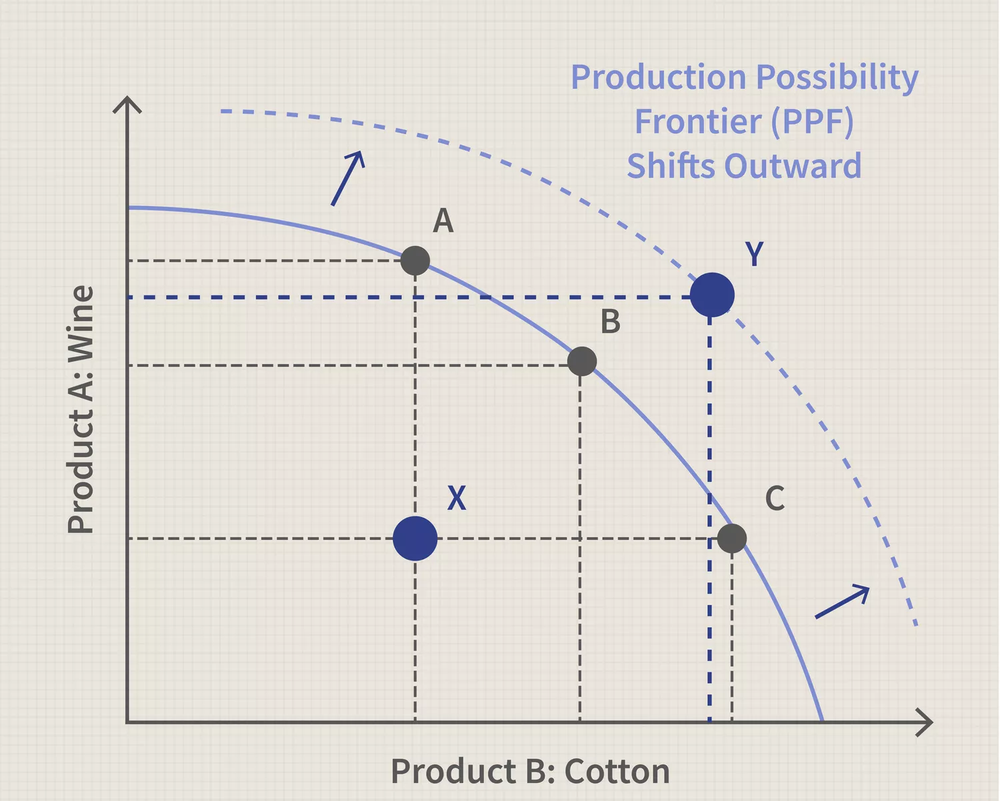 Production Possibility
Frontier (PPF)
Shifts Outward
A
Y
B
X
C
Product A: Wine
Product B: Cotton